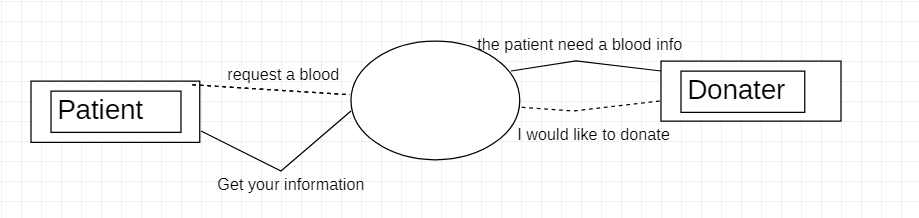 the patient need a blood info
request a blood
Patient
Donater
I would like to donate
Get your information